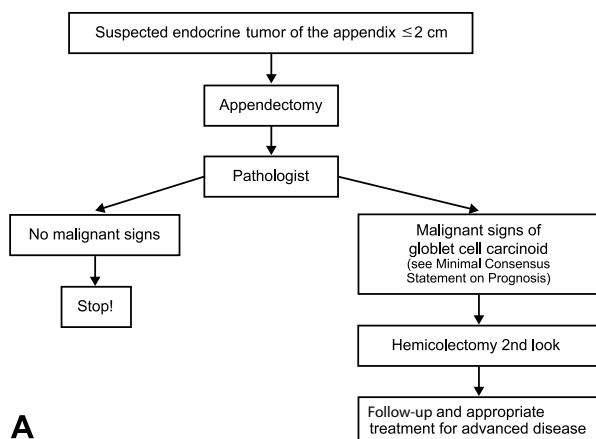 Suspected endocrine tumor of the appendix ≤2 cm
Appendectomy
Pathologist
No malignant signs
Stop!
Malignant signs of
globlet cell carcinoid
(see Minimal Consensus
Statement on Prognosis)
Hemicolectomy 2nd look
Follow-up and appropriate
treatment for advanced disease
A